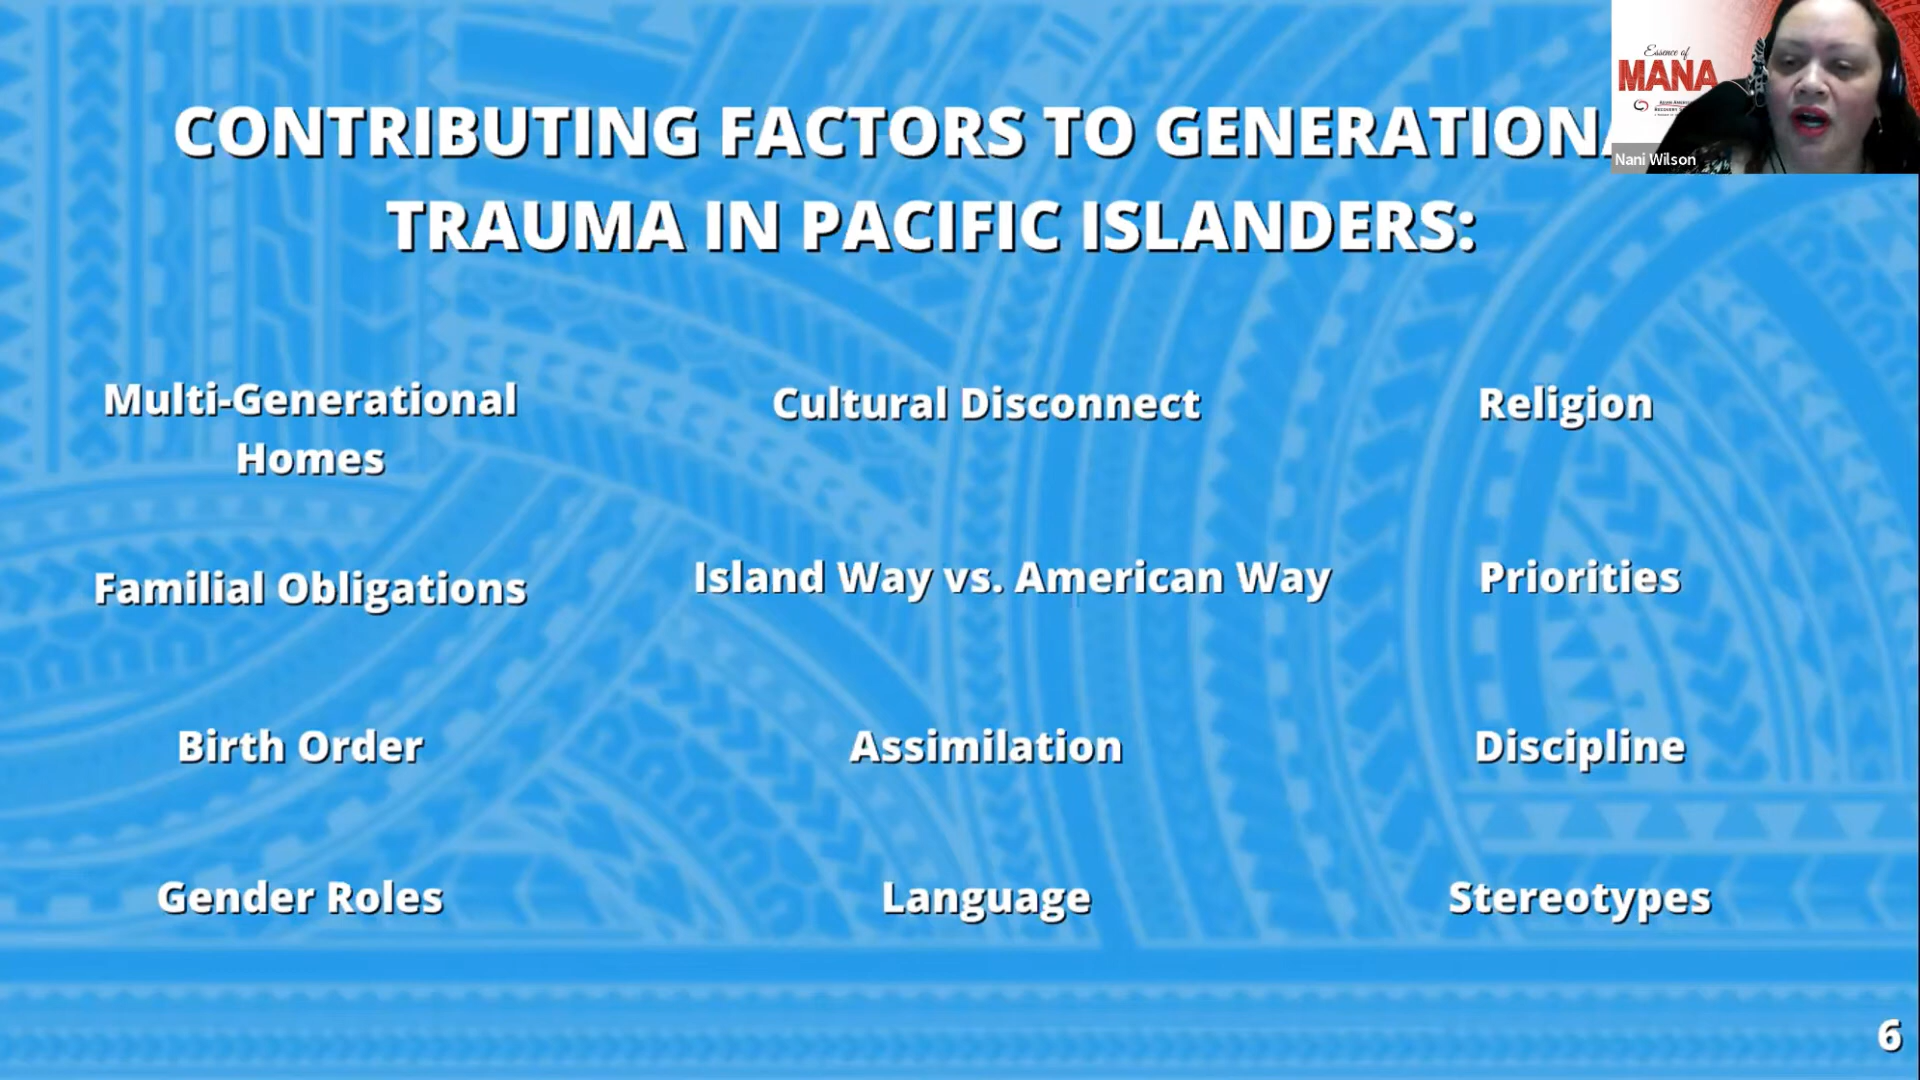 CONTRIBUTING FACTORS TO GENERATIONA
TRAUMA IN PACIFIC ISLANDERS:
Essence of
MANA
Nani Wilson
Multi-Generational
Homes
Cultural Disconnect
Religion
Familial Obligations
Island Way vs. American Way
Priorities
Birth Order
Assimilation
Discipline
Gender Roles
Language
Stereotypes
6